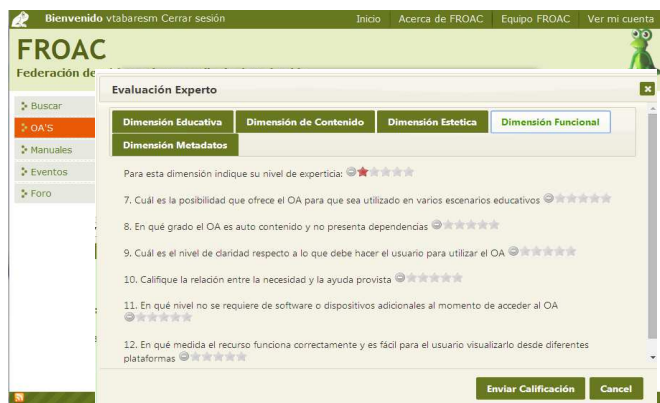 Bienvenido vtabaresm Cerrar sesión
Inicio Acerca de FROAC Equipo FROAC Ver mi cuenta
FROAC
Federación de
Buscar
OA'S
Manuales
Eventos
Foro
Evaluación Experto
Dimensión Educativa Dimensión de Contenido Dimensión Estetica Dimensión Funcional
Dimensión Metadatos
Para esta dimensión indique su nivel de experticia:
7. Cuál es la posibilidad que ofrece el OA para que sea utilizado en varios escenarios educativos
8. En qué grado el OA es auto contenido y no presenta dependencias
9. Cuál es el nivel de claridad respecto a lo que debe hacer el usuario para utilizar el OA
10. Califique la relación entre la necesidad y la ayuda provista
11. En qué nivel no se requiere de software o dispositivos adicionales al momento de acceder al OA
12. En qué medida el recurso funciona correctamente y es fácil para el usuario visualizarlo desde diferentes
plataformas
Enviar Calificación Cancel